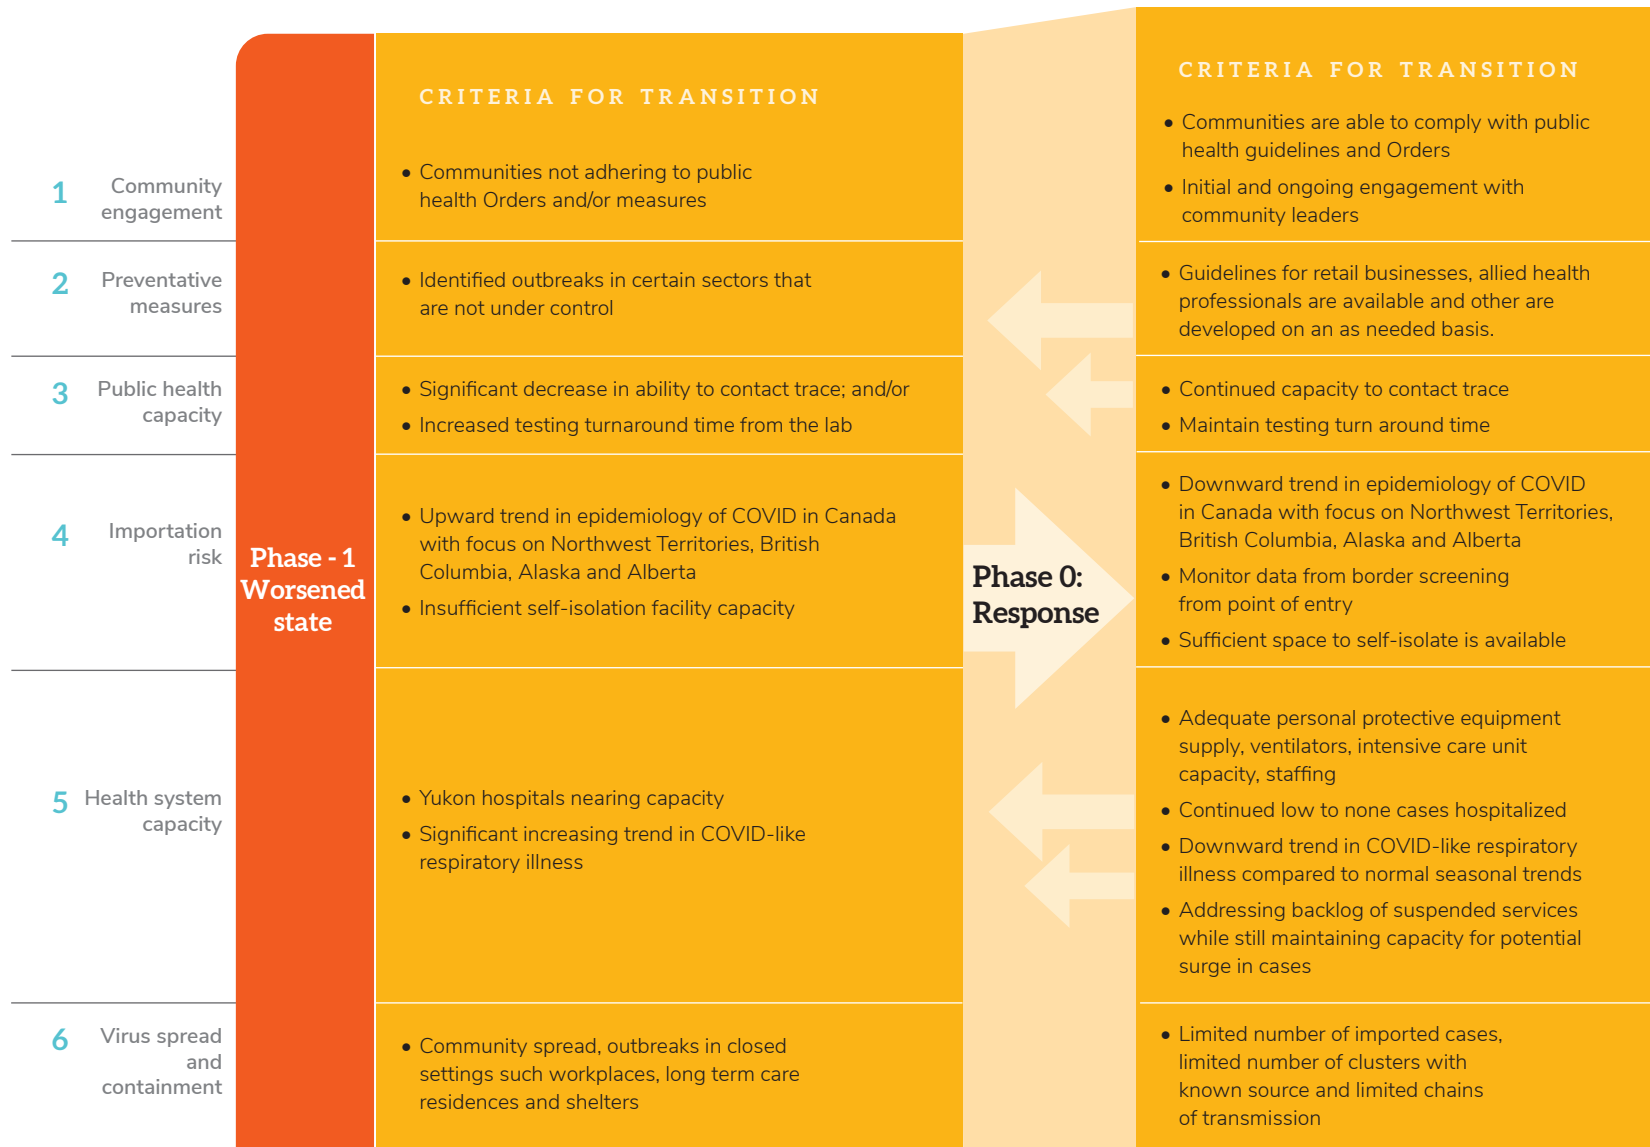 CRITERIA FOR TRANSITION
CRITERIA FOR TRANSITION
1 Community
engagement
• Communities not adhering to public
health Orders and/or measures
• Communities are able to comply with public
health guidelines and Orders
• Initial and ongoing engagement with
community leaders
2 Preventative
measures
• Identified outbreaks in certain sectors that
are not under control
• Guidelines for retail businesses, allied health
professionals are available and other are
developed on an as needed basis.
3 Public health
capacity
• Significant decrease in ability to contact trace; and/or
• Increased testing turnaround time from the lab
• Continued capacity to contact trace
• Maintain testing turn around time
4 Importation
risk
Phase - 1
Worsened
state
• Upward trend in epidemiology of COVID in Canada
with focus on Northwest Territories, British
Columbia, Alaska and Alberta
• Insufficient self-isolation facility capacity
Phase 0:
Response
• Downward trend in epidemiology of COVID
in Canada with focus on Northwest Territories,
British Columbia, Alaska and Alberta
• Monitor data from border screening
from point of entry
• Sufficient space to self-isolate is available
5 Health system
capacity
• Yukon hospitals nearing capacity
• Significant increasing trend in COVID-like
respiratory illness
• Adequate personal protective equipment
supply, ventilators, intensive care unit
capacity, staffing
• Continued low to none cases hospitalized
• Downward trend in COVID-like respiratory
illness compared to normal seasonal trends
• Addressing backlog of suspended services
while still maintaining capacity for potential
surge in cases
6 Virus spread
and
containment
• Community spread, outbreaks in closed
settings such workplaces, long term care
residences and shelters
• Limited number of imported cases,
limited number of clusters with
known source and limited chains
of transmission